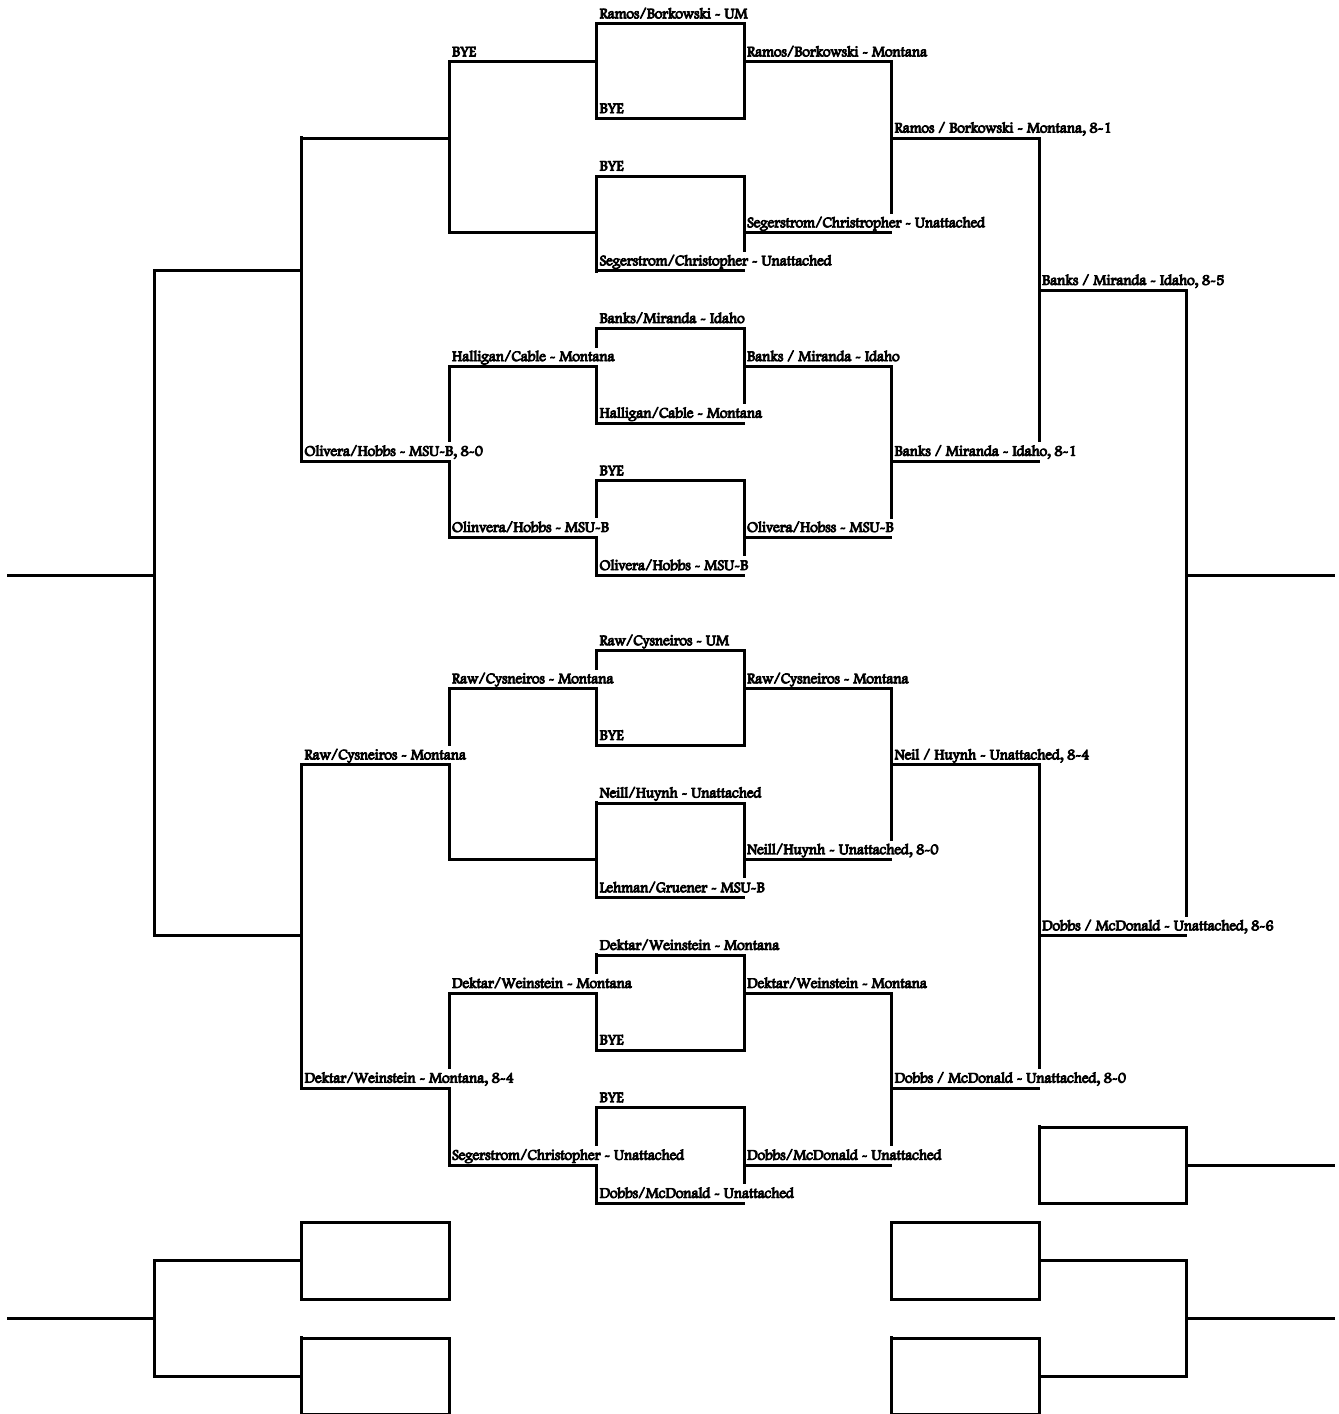 Ramos/Borkowski - UM
BYE
Ramos/Borkowski - Montana
BYE
Ramos / Borkowski - Montana, 8-1
BYE
Segerstrom/Christropher - Unattached
Segerstrom/Christopher - Unattached
Banks / Miranda - Idaho, 8-5
Banks/Miranda - Idaho
Halligan/Cable - Montana
Banks / Miranda - Idaho
Halligan/Cable - Montana
Olivera/Hobbs - MSU-B, 8-0
Banks / Miranda - Idaho, 8-1
BYE
Olinvera/Hobbs - MSU-B
Olivera/Hobss - MSU-B
Olivera/Hobbs - MSU-B
Raw/Cysneiros - UM
Raw/Cysneiros - Montana
Raw/Cysneiros - Montana
BYE
Raw/Cysneiros - Montana
Neil / Huynh - Unattached, 8-4
Neill/Huynh - Unattached
Neill/Huynh - Unattached, 8-0
Lehman/Gruener - MSU-B
Dobbs / McDonald - Unattached, 8-6
Dektar/Weinstein - Montana
Dektar/Weinstein - Montana
Dektar/Weinstein - Montana
BYE
Dektar/Weinstein - Montana, 8-4
Dobbs / McDonald - Unattached, 8-0
BYE
Segerstrom/Christopher - Unattached
Dobbs/McDonald - Unattached
Dobbs/McDonald - Unattached